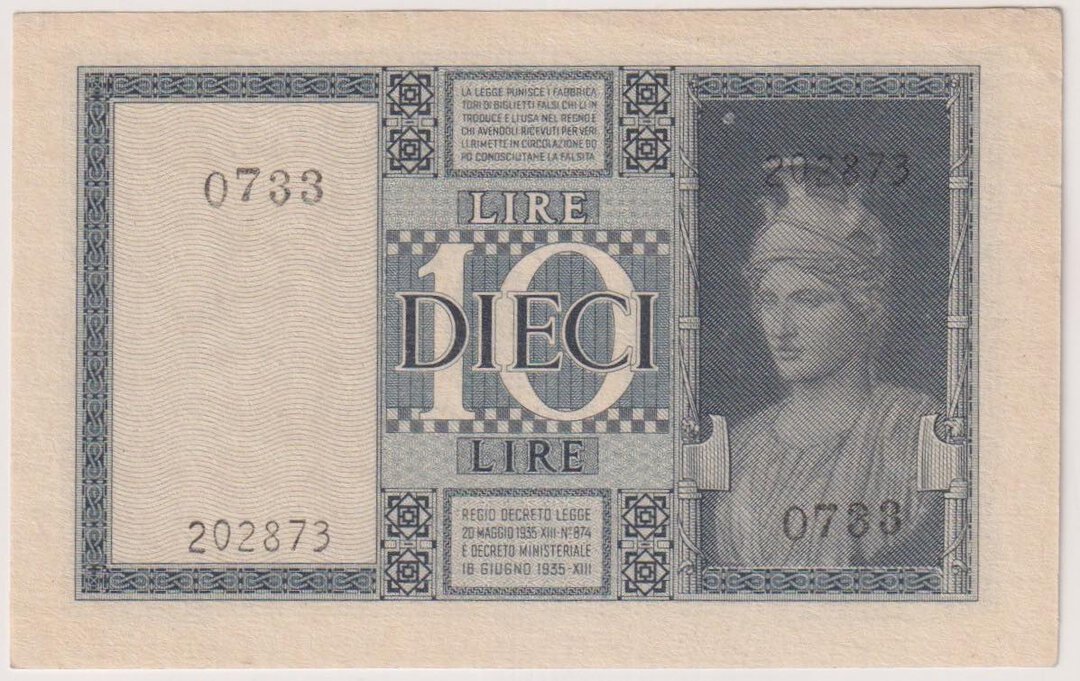 0733
202873
LA LEGGE PUNISCE I FABBRICA
TORI DI BIGLIETTI FALSI, CHI LI IN
TRODUCE E LI USA NEL REGNO E
CHI AVENDOLI RICEVUTI PER VERI
LI RIMETTE IN CIRCOLAZIONE DO
PO CONOSCIUTANE LA FALSITÀ
LIRE
10
DIECI
LIRE
REGIO DECRETO LEGGE
20 MAGGIO 1935-XIII-N° 874
E DECRETO MINISTERIALE
18 GIUGNO 1935-XIII
202873
0733